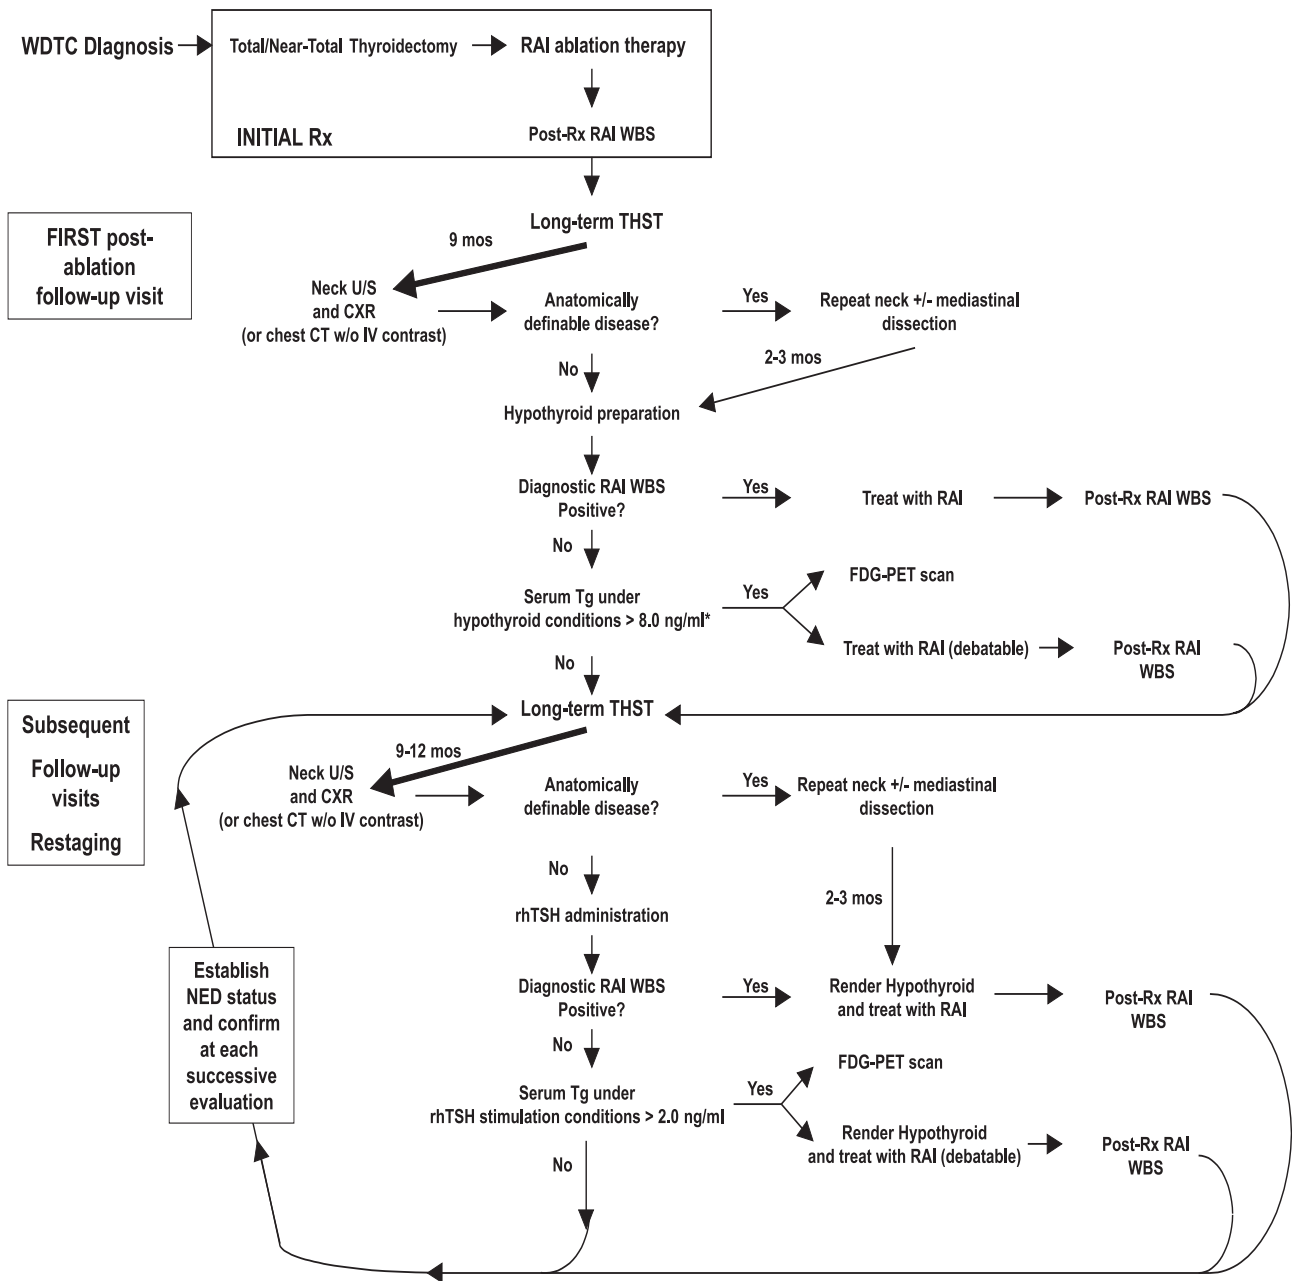 WDTC Diagnosis
Total/Near-Total Thyroidectomy
RAI ablation therapy
INITIAL Rx
Post-Rx RAI WBS
Long-term THST
FIRST post-
ablation
follow-up visit
9 mos
Neck U/S
and CXR
(or chest CT w/o IV contrast)
Anatomically
definable disease?
Yes
Repeat neck +/- mediastinal
dissection
No
2-3 mos
Hypothyroid preparation
Diagnostic RAI WBS
Positive?
Yes
Treat with RAI
Post-Rx RAI WBS
No
Serum Tg under
hypothyroid conditions > 8.0 ng/ml*
Yes
FDG-PET scan
Treat with RAI (debatable)
Post-Rx RAI
WBS
No
Long-term THST
Subsequent
Follow-up
visits
Restaging
9-12 mos
Neck U/S
and CXR
(or chest CT w/o IV contrast)
Anatomically
definable disease?
Yes
Repeat neck +/- mediastinal
dissection
No
2-3 mos
rhTSH administration
Establish
NED status
and confirm
at each
successive
evaluation
Diagnostic RAI WBS
Positive?
Yes
Render Hypothyroid
and treat with RAI
Post-Rx RAI
WBS
No
Serum Tg under
rhTSH stimulation conditions > 2.0 ng/ml
Yes
FDG-PET scan
Render Hypothyroid
and treat with RAI (debatable)
Post-Rx RAI
WBS
No